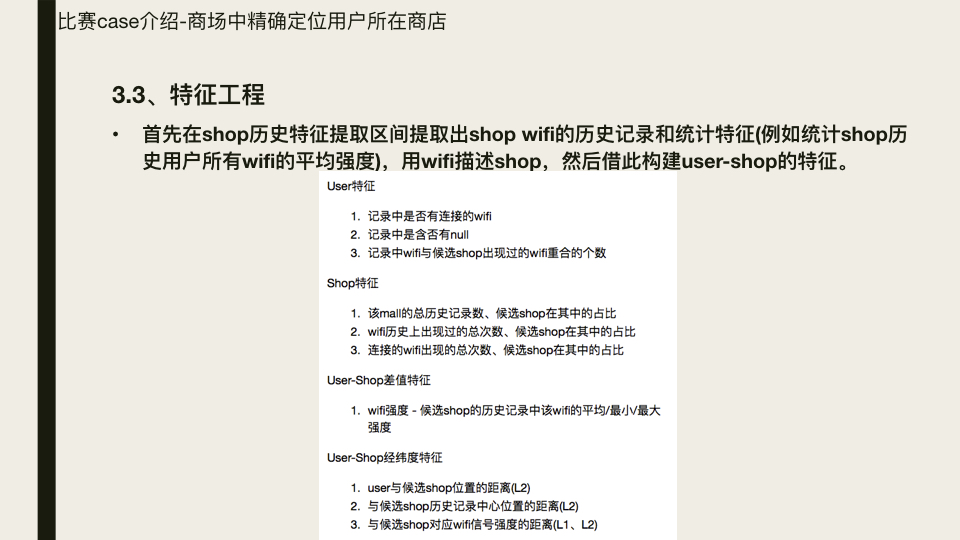 比赛case介绍-商场中精确定位用户所在商店
3.3、特征工程
• 首先在shop历史特征提取区间提取出shop wifi的历史记录和统计特征(例如统计shop历
史用户所有wifi的平均强度)，用wifi描述shop，然后借此构建user-shop的特征。
User特征
1. 记录中是否有连接的wifi
2. 记录中是含否有null
3. 记录中wifi与候选shop出现过的wifi重合的个数
Shop特征
1. 该mall的总历史记录数、候选shop在其中的占比
2. wifi历史上出现过的总次数、候选shop在其中的占比
3. 连接的wifi出现的总次数、候选shop在其中的占比
User-Shop差值特征
1. wifi强度 - 候选shop的历史记录中该wifi的平均/最小/最大
强度
User-Shop经纬度特征
1. user与候选shop位置的距离(L2)
2. 与候选shop历史记录中心位置的距离(L2)
3. 与候选shop对应wifi信号强度的距离(L1、L2)